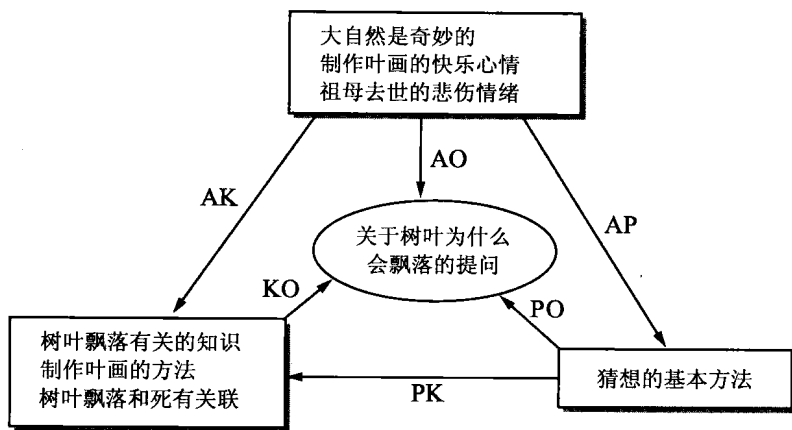 大自然是奇妙的
制作叶画的快乐心情
祖母去世的悲伤情绪
AO
AK
AP
关于树叶为什么
会飘落的提问
KO
PO
树叶飘落有关的知识
制作叶画的方法
树叶飘落和死有关联
猜想的基本方法
PK